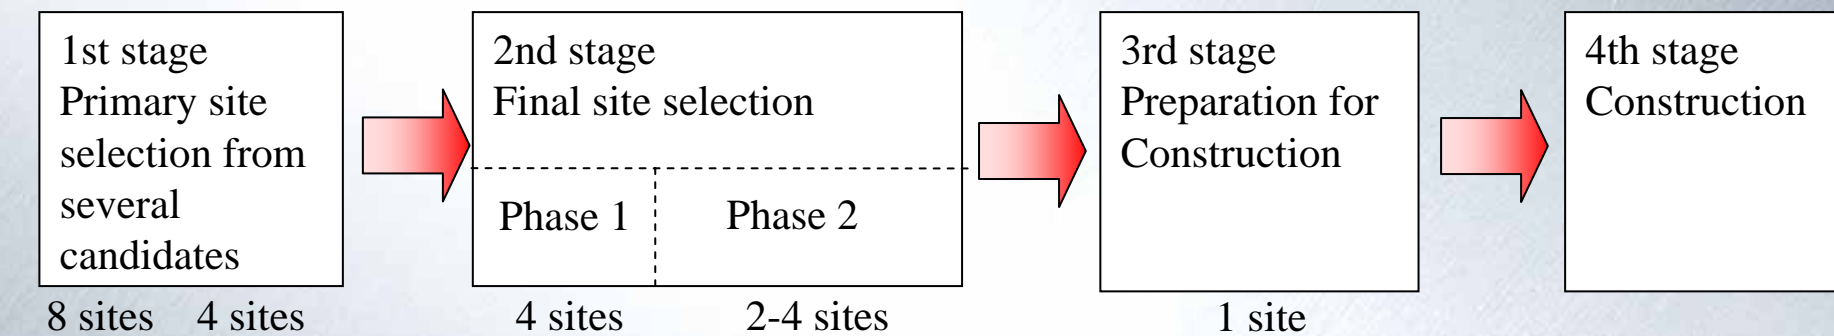 1st stage
Primary site
selection from
several
candidates
8 sites 4 sites
2nd stage
Final site selection
Phase 1
Phase 2
4 sites
2-4 sites
3rd stage
Preparation for
Construction
1 site
4th stage
Construction